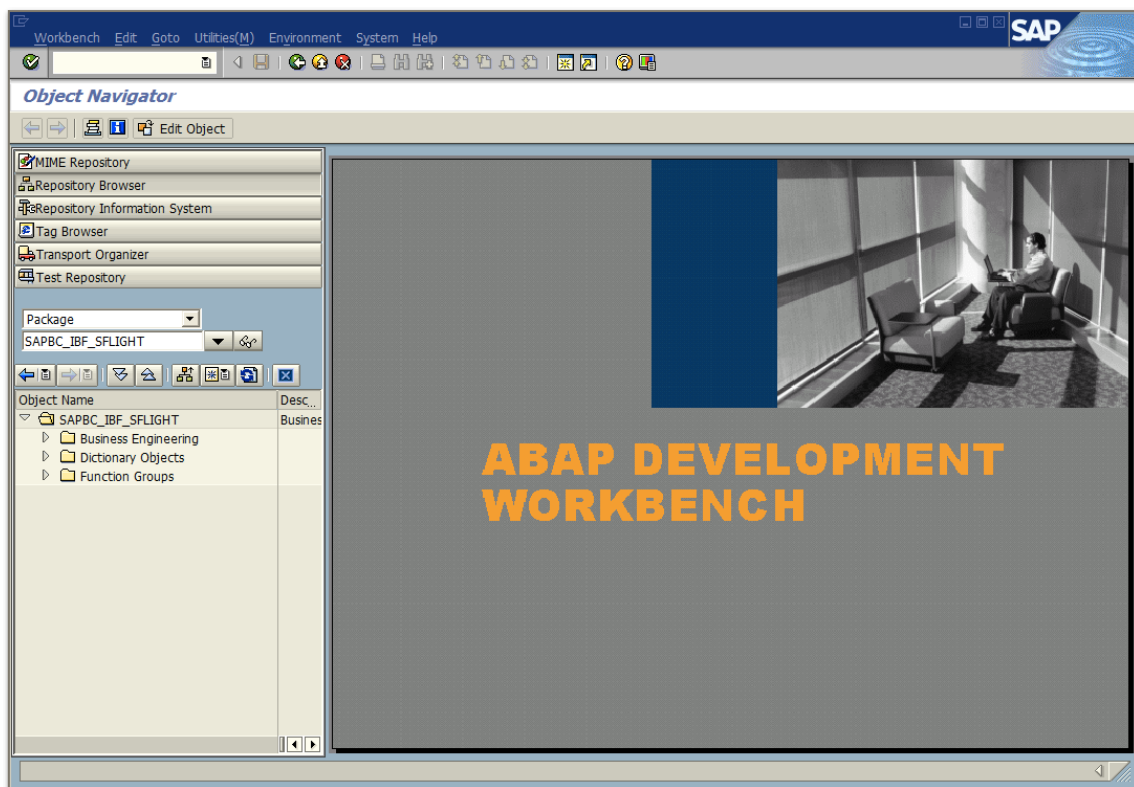 Workbench Edit Goto Utilities(M) Environment System Help
SAP
Object Navigator
Edit Object
MIME Repository
Repository Browser
Repository Information System
Tag Browser
Transport Organizer
Test Repository
Package
SAPBC_IBF_SFLIGHT
Object Name Desc...
SAPBC_IBF_SFLIGHT Busines
Business Engineering
Dictionary Objects
Function Groups
ABAP DEVELOPMENT
WORKBENCH